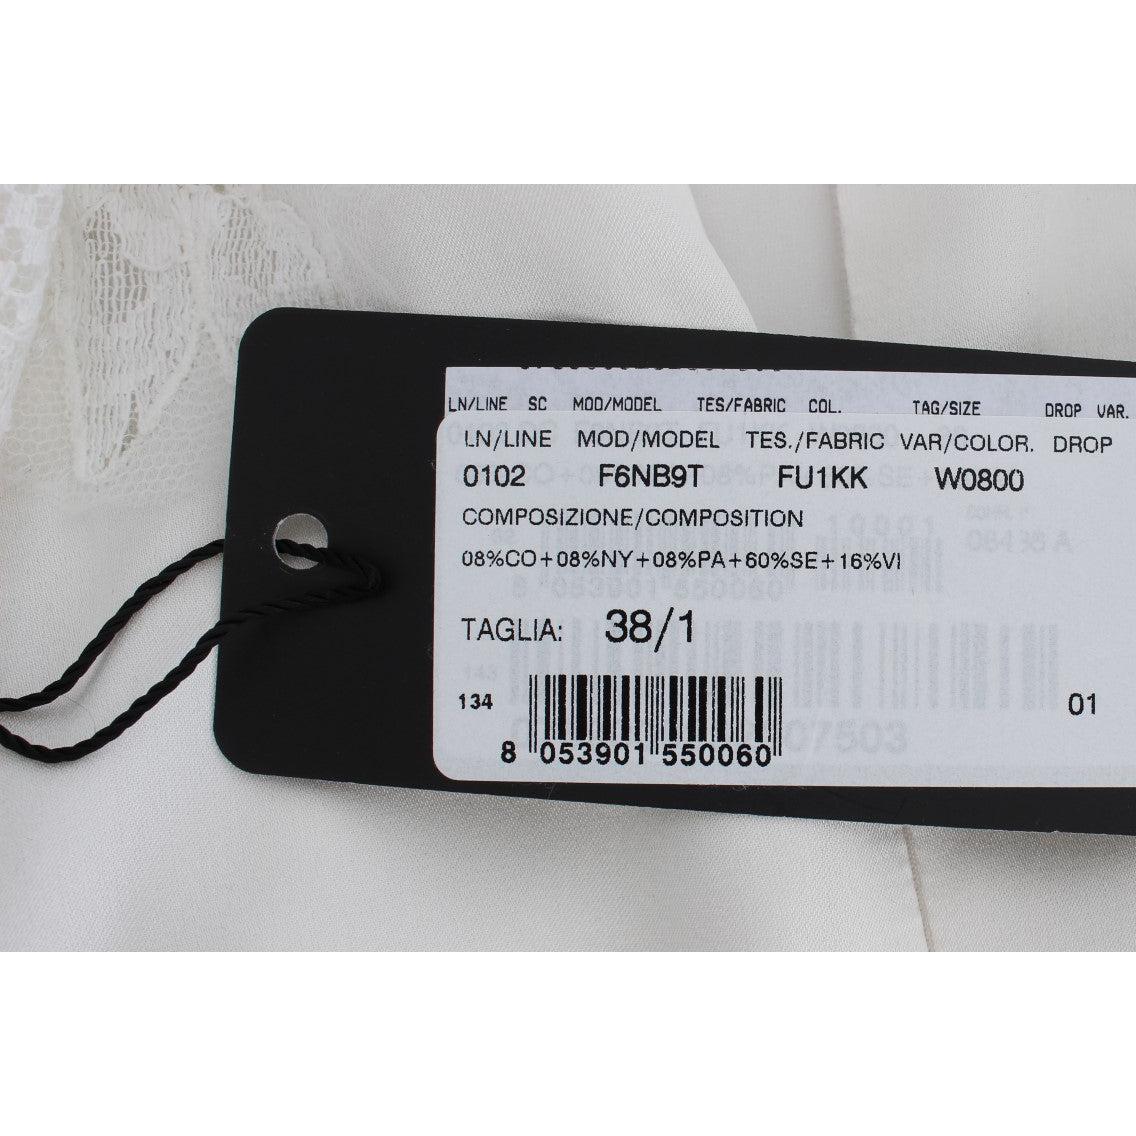 LN/LINE SC MOD/MODEL TES/FABRIC COL. TAG/SIZE DROP VAR.
LN/LINE MOD/MODEL TES./FABRIC VAR/COLOR. DROP
0102 F6NB9T FU1KK W0800
COMPOSIZIONE/COMPOSITION
08%CO+08%NY+08%PA+60%SE+16%VI
TAGLIA: 38/1
134 01
8 053901 550060